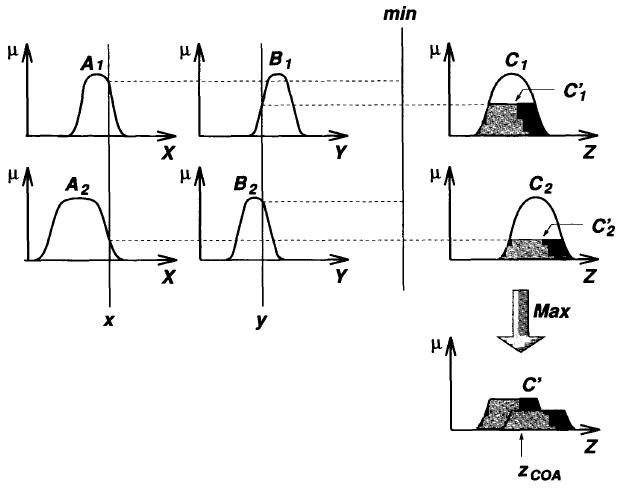 min
μ A1 X
μ B1 Y
μ C1 C'1 Z
μ A2 X
μ B2 Y
μ C2 C'2 Z
x
y
Max
μ C' Z
zCOA